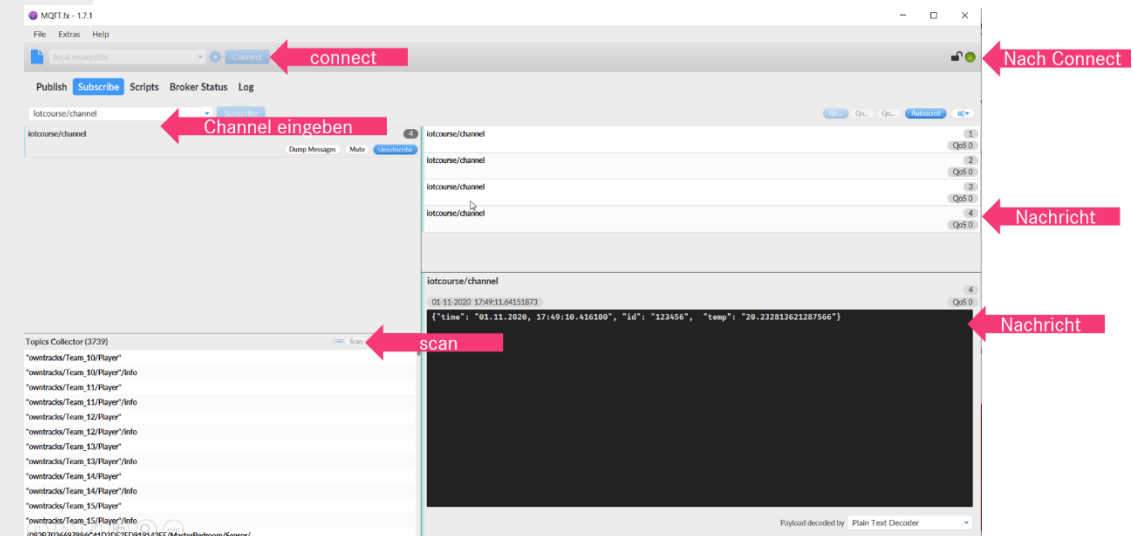 MQTT.fx - 1.7.1
File Extras Help
local mosquitto Connect
connect
Nach Connect
Publish Subscribe Scripts Broker Status Log
iotcourse/channel Subscribe
Channel eingeben
Qo... Qo... Qo... Autoscroll
iotcourse/channel 4
Dump Messages Mute Unsubscribe
iotcourse/channel 1
QoS 0
iotcourse/channel 2
QoS 0
iotcourse/channel 3
QoS 0
iotcourse/channel 4
QoS 0
Nachricht
iotcourse/channel
4
01-11-2020 17:49:11.64151873 QoS 0
{"time": "01.11.2020, 17:49:10.416100", "id": "123456", "temp": "20.232813621287566"}
Nachricht
Topics Collector (3739) Scan
scan
"owntracks/Team_10/Player"
"owntracks/Team_10/Player"/info
"owntracks/Team_11/Player"
"owntracks/Team_11/Player"/info
"owntracks/Team_12/Player"
"owntracks/Team_12/Player"/info
"owntracks/Team_13/Player"
"owntracks/Team_13/Player"/info
"owntracks/Team_14/Player"
"owntracks/Team_14/Player"/info
"owntracks/Team_15/Player"
"owntracks/Team_15/Player"/info
Payload decoded by Plain Text Decoder